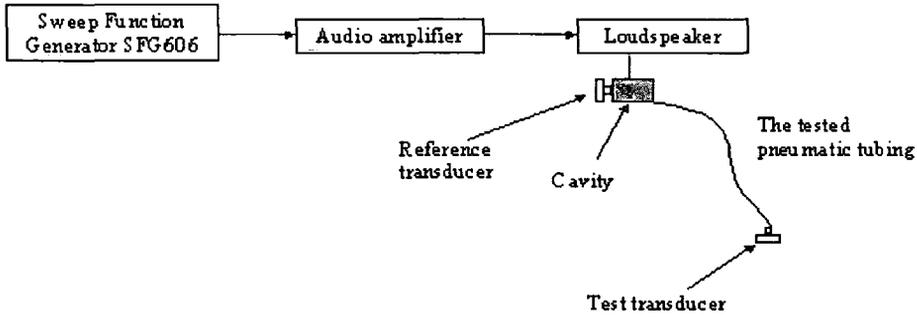 Sweep Function
Generator SFG606
Audio amplifier
Loudspeaker
Reference
transducer
Cavity
The tested
pneumatic tubing
Test transducer